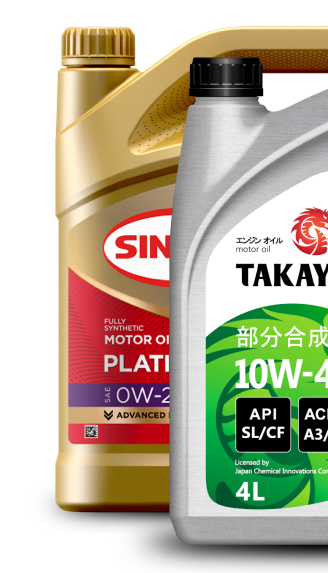 SIN
FULLY
SYNTHETIC
MOTOR OI
PLATI
SAE 0W-2
ADVANCED
エンジン オイル
motor oil
TAKAY
部分合成
10W-4
API
SL/CF
AC
A3/
Licensed by
Japan Chemical Innovations Co
4L